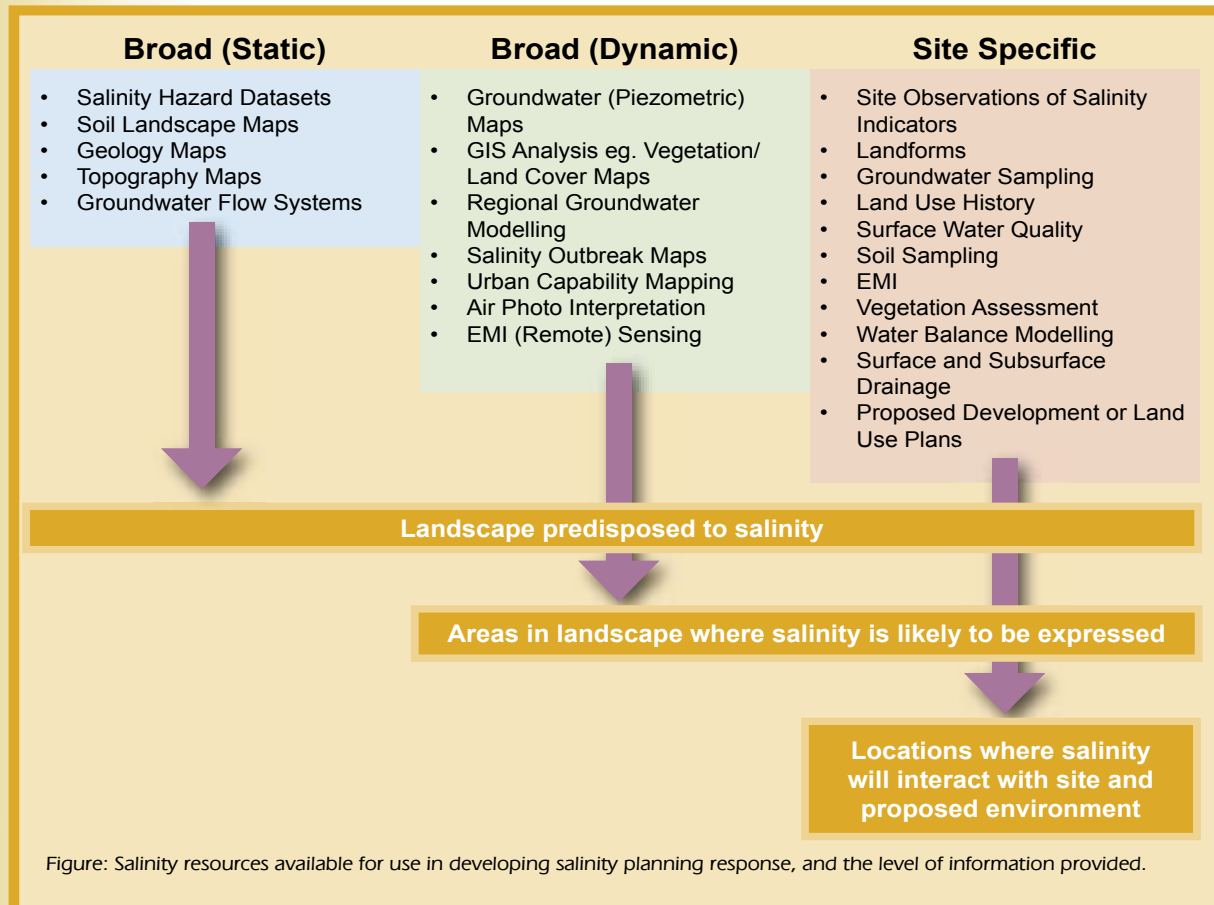 Broad (Static)
• Salinity Hazard Datasets
• Soil Landscape Maps
• Geology Maps
• Topography Maps
• Groundwater Flow Systems
Broad (Dynamic)
• Groundwater (Piezometric)
Maps
• GIS Analysis eg. Vegetation/
Land Cover Maps
• Regional Groundwater
Modelling
• Salinity Outbreak Maps
• Urban Capability Mapping
• Air Photo Interpretation
• EMI (Remote) Sensing
Site Specific
• Site Observations of Salinity
Indicators
• Landforms
• Groundwater Sampling
• Land Use History
• Surface Water Quality
• Soil Sampling
• EMI
• Vegetation Assessment
• Water Balance Modelling
• Surface and Subsurface
Drainage
• Proposed Development or Land
Use Plans
Landscape predisposed to salinity
Areas in landscape where salinity is likely to be expressed
Locations where salinity
will interact with site and
proposed environment
Figure: Salinity resources available for use in developing salinity planning response, and the level of information provided.